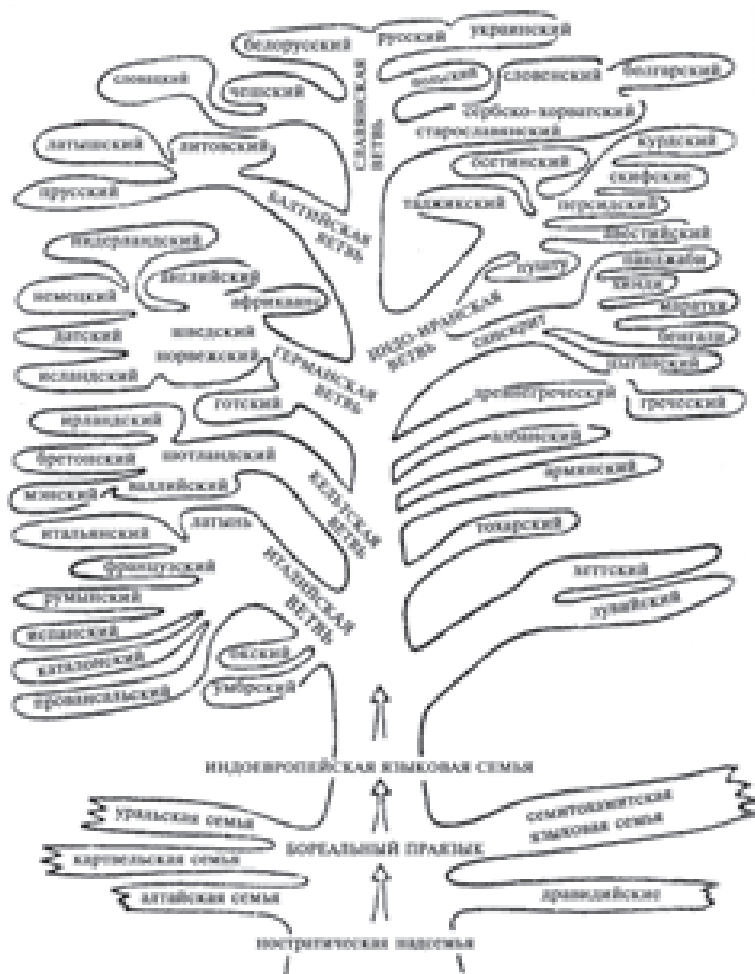 белорусский
русский
украинский
словацкий
чешский
СЛАВЯНСКАЯ
ВЕТВЬ
польский
словенский
болгарский
сербско-хорватский
старославянский
латышский
литовский
прусский
БАЛТИЙСКАЯ
ВЕТВЬ
осетинский
курдский
скифские
таджикский
персидский
пушту
нидерландский
английский
немецкий
африкаанс
датский
шведский
норвежский
исландский
ГЕРМАНСКАЯ
ВЕТВЬ
готский
ИНДО-ИРАНСКАЯ
ВЕТВЬ
санскрит
панджаби
хинди
маратхи
бенгали
цыганский
древнегреческий
греческий
албанский
армянский
тохарский
хеттский
лувийский
ирландский
бретонский
шотландский
мэнский
валлийский
КЕЛЬТСКАЯ
ВЕТВЬ
итальянский
латынь
французский
румынский
испанский
каталонский
провансальский
ИТАЛИЙСКАЯ
ВЕТВЬ
окский
умбрский
ИНДОЕВРОПЕЙСКАЯ ЯЗЫКОВАЯ СЕМЬЯ
уральская семья
семитохамитская
языковая семья
БОРЕАЛЬНЫЙ ПРАЯЗЫК
картвельская семья
алтайская семья
дравидийские
ностратическая надсемья